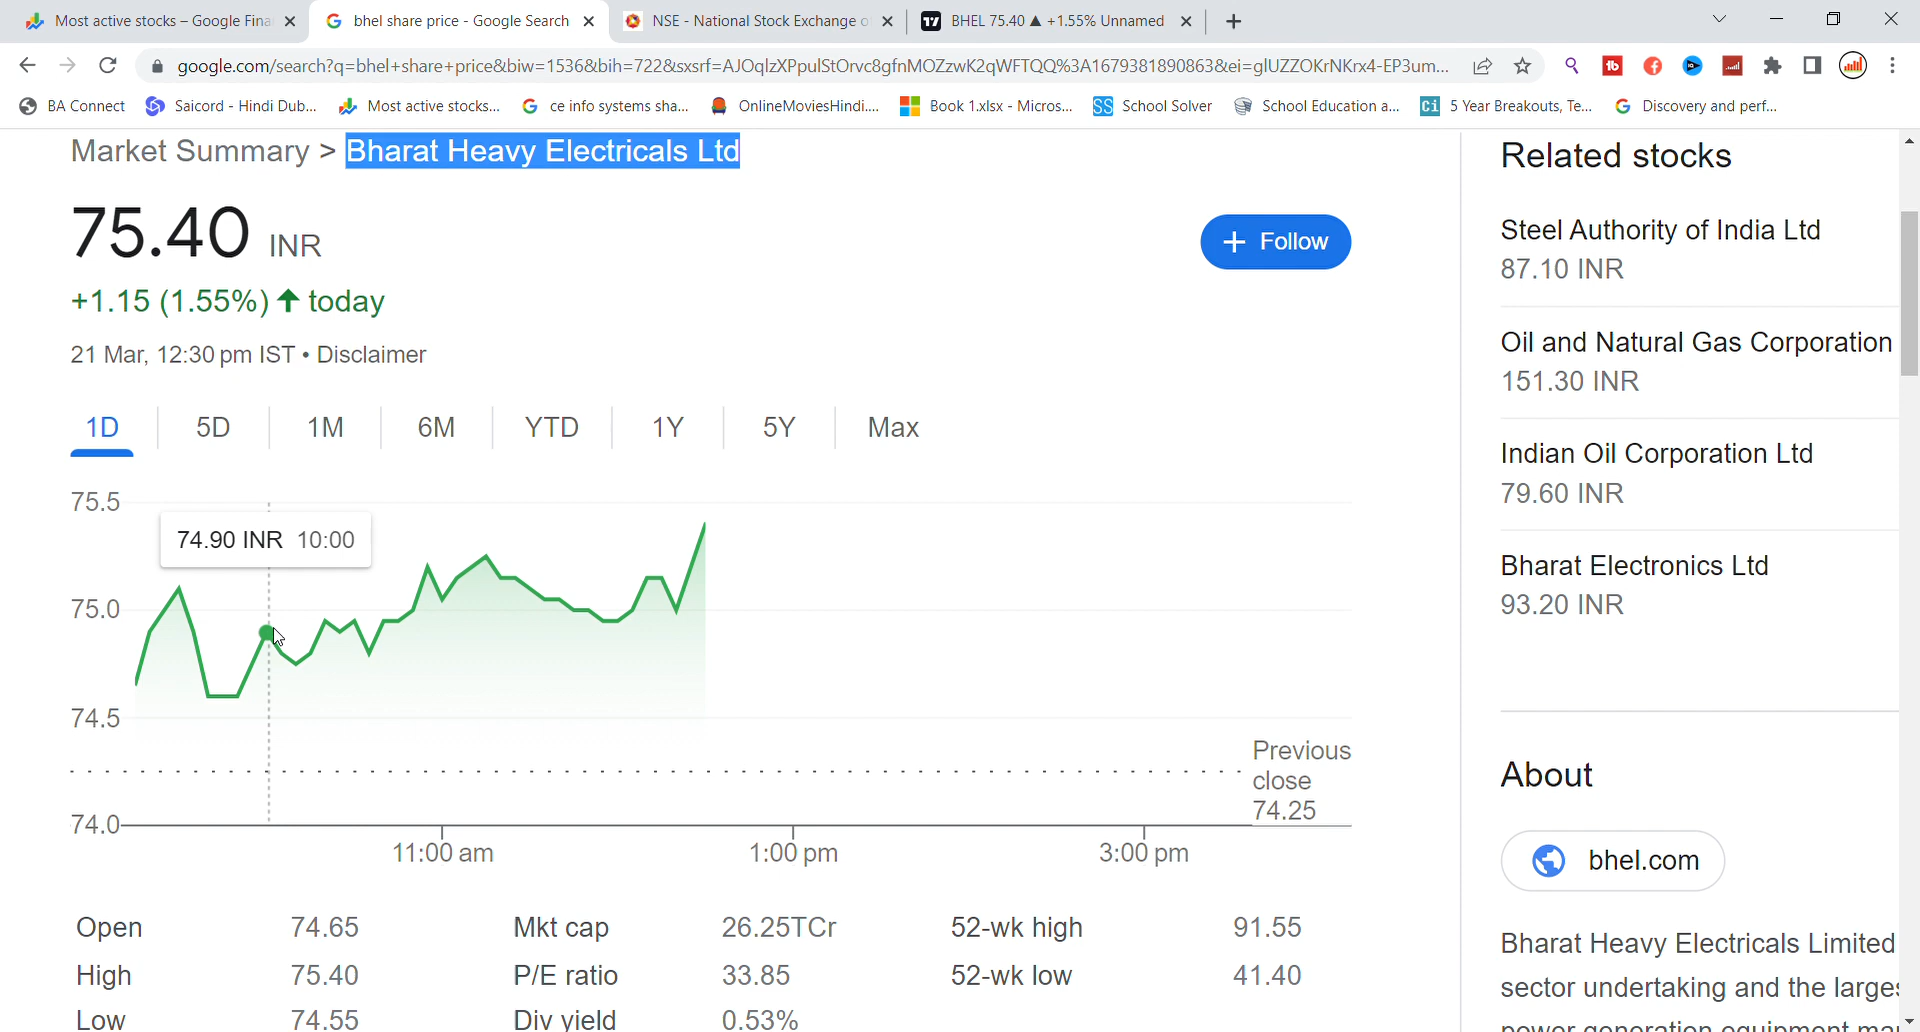 Most active stocks – Google Fina
bhel share price - Google Search
NSE - National Stock Exchange o
BHEL 75.40 ▲ +1.55% Unnamed
google.com/search?q=bhel+share+price&biw=1536&bih=722&sxsrf=AJOqlzXPpulStOrvc8gfnMOZzwK2qWFTQQ%3A1679381890863&ei=glUZZOKrNKrx4-EP3um...
BA Connect
Saicord - Hindi Dub...
Most active stocks...
ce info systems sha...
OnlineMoviesHindi....
Book 1.xlsx - Micros...
School Solver
School Education a...
5 Year Breakouts, Te...
Discovery and perf...
Market Summary > Bharat Heavy Electricals Ltd
75.40 INR
+ Follow
+1.15 (1.55%) ↑ today
21 Mar, 12:30 pm IST • Disclaimer
1D 5D 1M 6M YTD 1Y 5Y Max
75.5
74.90 INR 10:00
75.0
74.5
Previous
close
74.25
74.0
11:00 am 1:00 pm 3:00 pm
Open 74.65 Mkt cap 26.25TCr 52-wk high 91.55
High 75.40 P/E ratio 33.85 52-wk low 41.40
Low 74.55 Div yield 0.53%
Related stocks
Steel Authority of India Ltd
87.10 INR
Oil and Natural Gas Corporation
151.30 INR
Indian Oil Corporation Ltd
79.60 INR
Bharat Electronics Ltd
93.20 INR
About
bhel.com
Bharat Heavy Electricals Limited
sector undertaking and the larges
power generation equipment ma